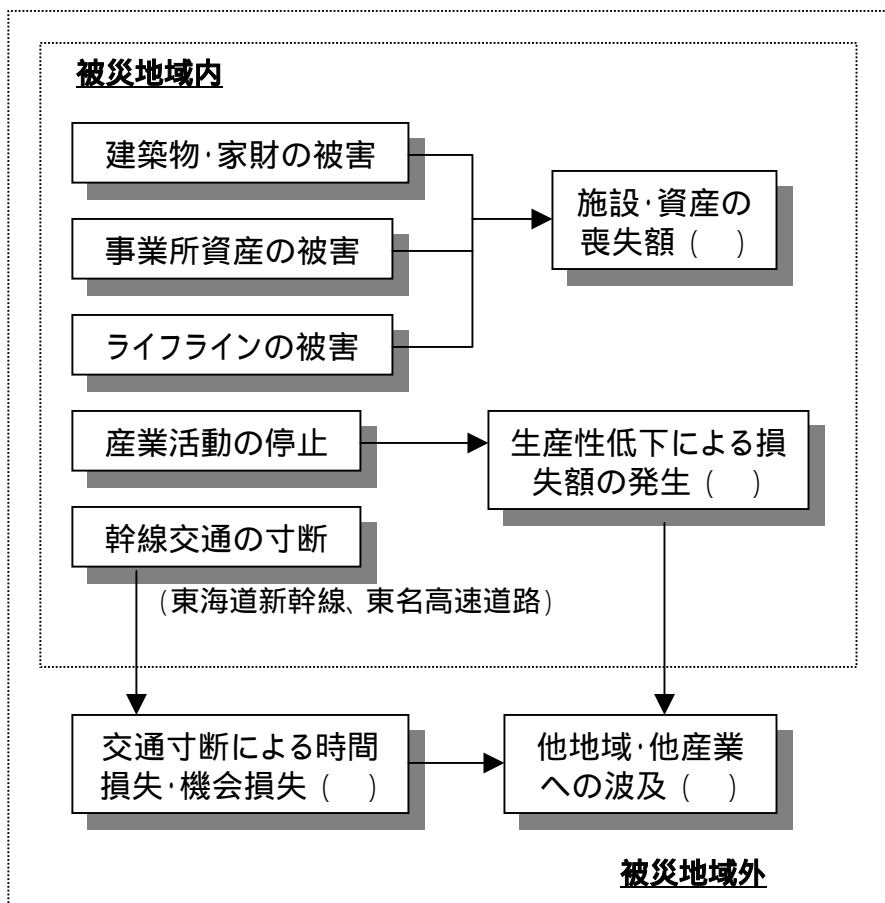 被災地域内
建築物・家財の被害
施設・資産の
喪失額 (　)
事業所資産の被害
ライフラインの被害
産業活動の停止
生産性低下による損
失額の発生 (　)
幹線交通の寸断
(東海道新幹線、東名高速道路)
交通寸断による時間
損失・機会損失 (　)
他地域・他産業
への波及 (　)
被災地域外